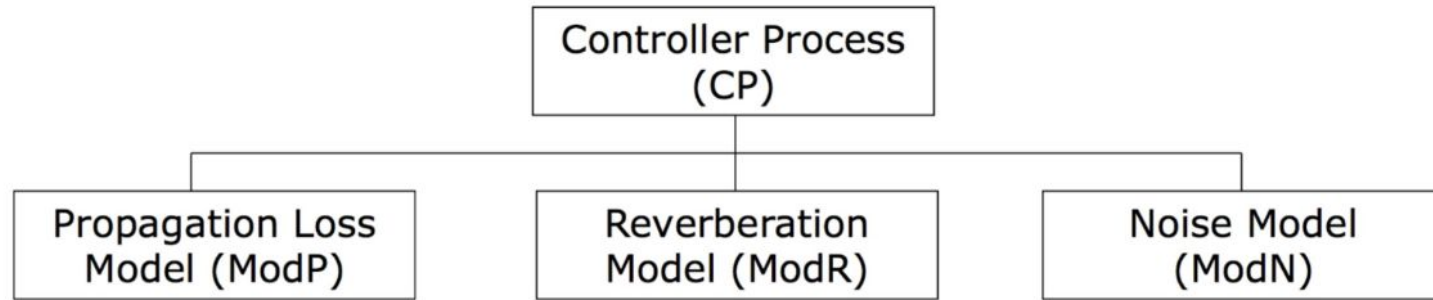 Controller Process
(CP)
Propagation Loss
Model (ModP)
Reverberation
Model (ModR)
Noise Model
(ModN)